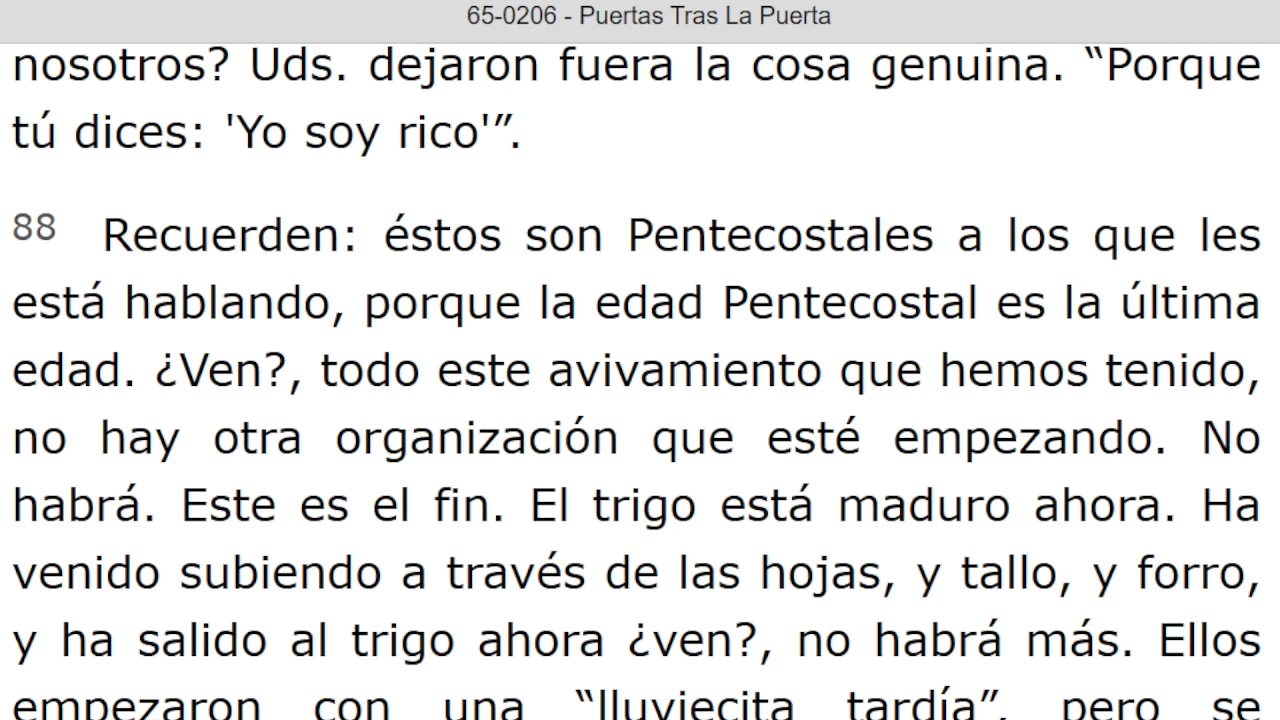 65-0206 - Puertas Tras La Puerta
nosotros? Uds. dejaron fuera la cosa genuina. “Porque
tú dices: 'Yo soy rico'”.
88 Recuerden: éstos son Pentecostales a los que les
está hablando, porque la edad Pentecostal es la última
edad. ¿Ven?, todo este avivamiento que hemos tenido,
no hay otra organización que esté empezando. No
habrá. Este es el fin. El trigo está maduro ahora. Ha
venido subiendo a través de las hojas, y tallo, y forro,
y ha salido al trigo ahora ¿ven?, no habrá más. Ellos
empezaron con una “lluviecita tardía”, pero se